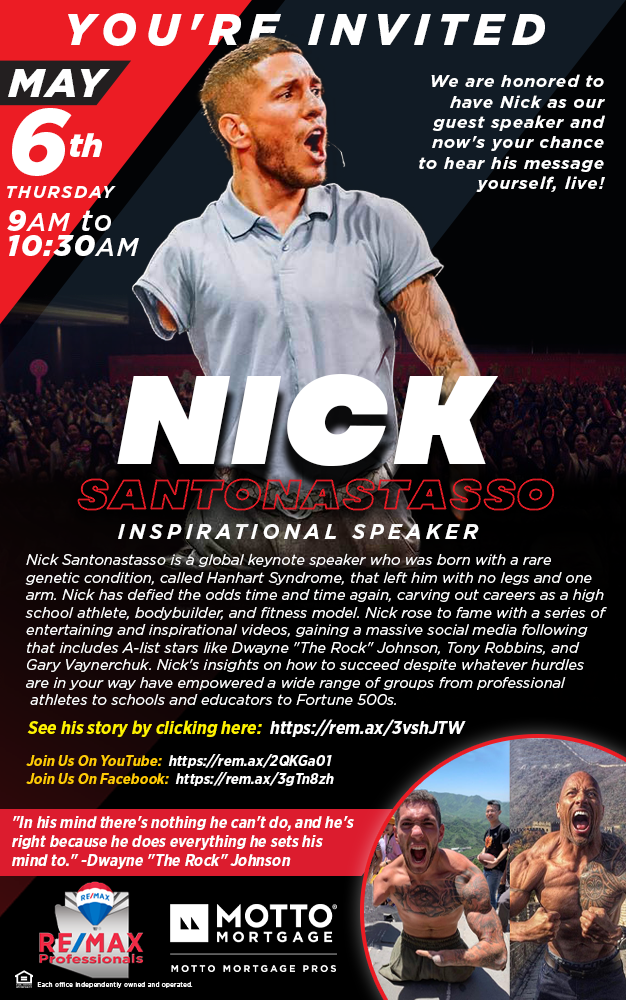 YOU'RE INVITED
MAY
6th
THURSDAY
9AM to
10:30AM
We are honored to
have Nick as our
guest speaker and
now's your chance
to hear his message
yourself, live!
NICK
SANTONASTASSO
INSPIRATIONAL SPEAKER
Nick Santonastasso is a global keynote speaker who was born with a rare
genetic condition, called Hanhart Syndrome, that left him with no legs and one
arm. Nick has defied the odds time and time again, carving out careers as a high
school athlete, bodybuilder, and fitness model. Nick rose to fame with a series of
entertaining and inspirational videos, gaining a massive social media following
that includes A-list stars like Dwayne "The Rock" Johnson, Tony Robbins, and
Gary Vaynerchuk. Nick's insights on how to succeed despite whatever hurdles
are in your way have empowered a wide range of groups from professional
athletes to schools and educators to Fortune 500s.
See his story by clicking here: https://rem.ax/3vshJTW
Join Us On YouTube: https://rem.ax/2QKGa01
Join Us On Facebook: https://rem.ax/3gTn8zh
"In his mind there's nothing he can't do, and he's
right because he does everything he sets his
mind to." -Dwayne "The Rock" Johnson
RE/MAX
RE/MAX
Professionals
MOTTO®
MORTGAGE
MOTTO MORTGAGE PROS
Each office independently owned and operated.